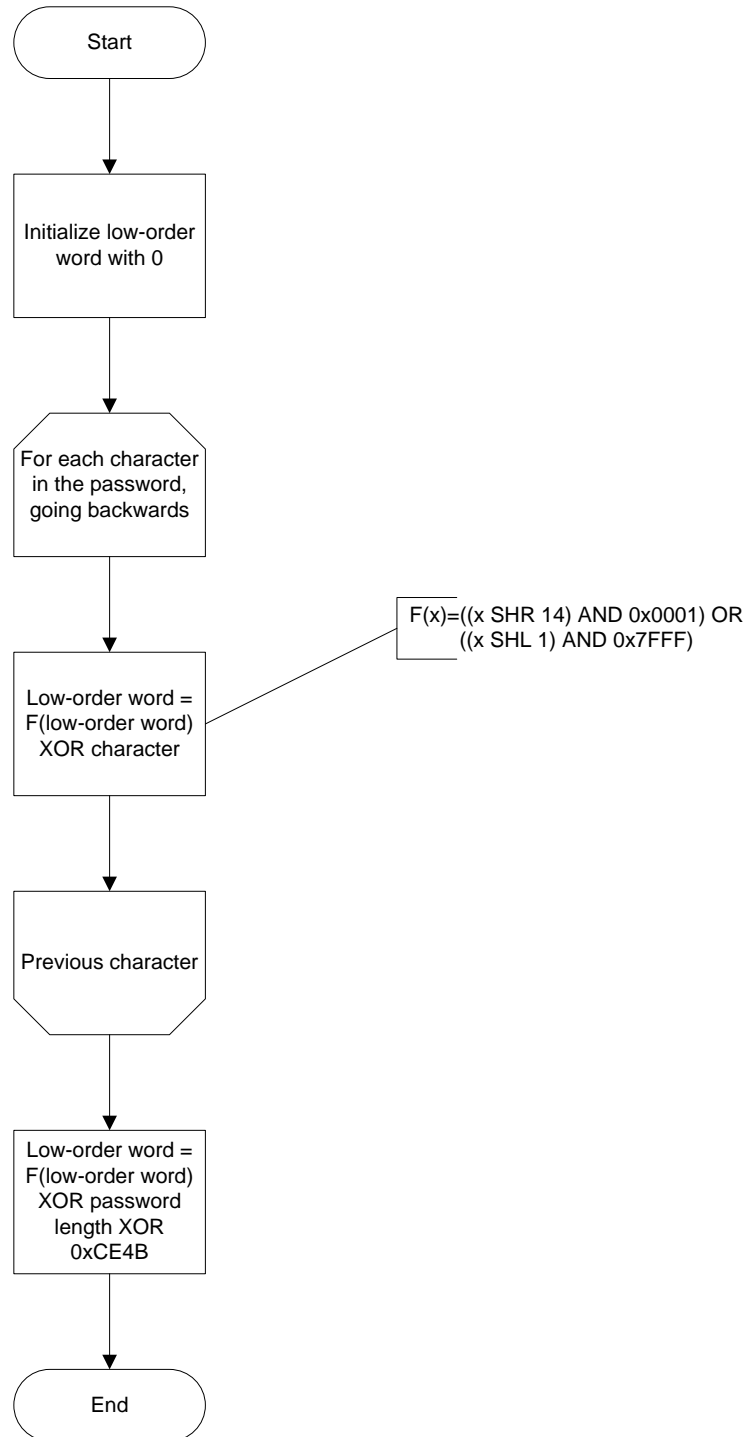 Start
Initialize low-order
word with 0
For each character
in the password,
going backwards
F(x)=((x SHR 14) AND 0x0001) OR
((x SHL 1) AND 0x7FFF)
Low-order word =
F(low-order word)
XOR character
Previous character
Low-order word =
F(low-order word)
XOR password
length XOR
0xCE4B
End